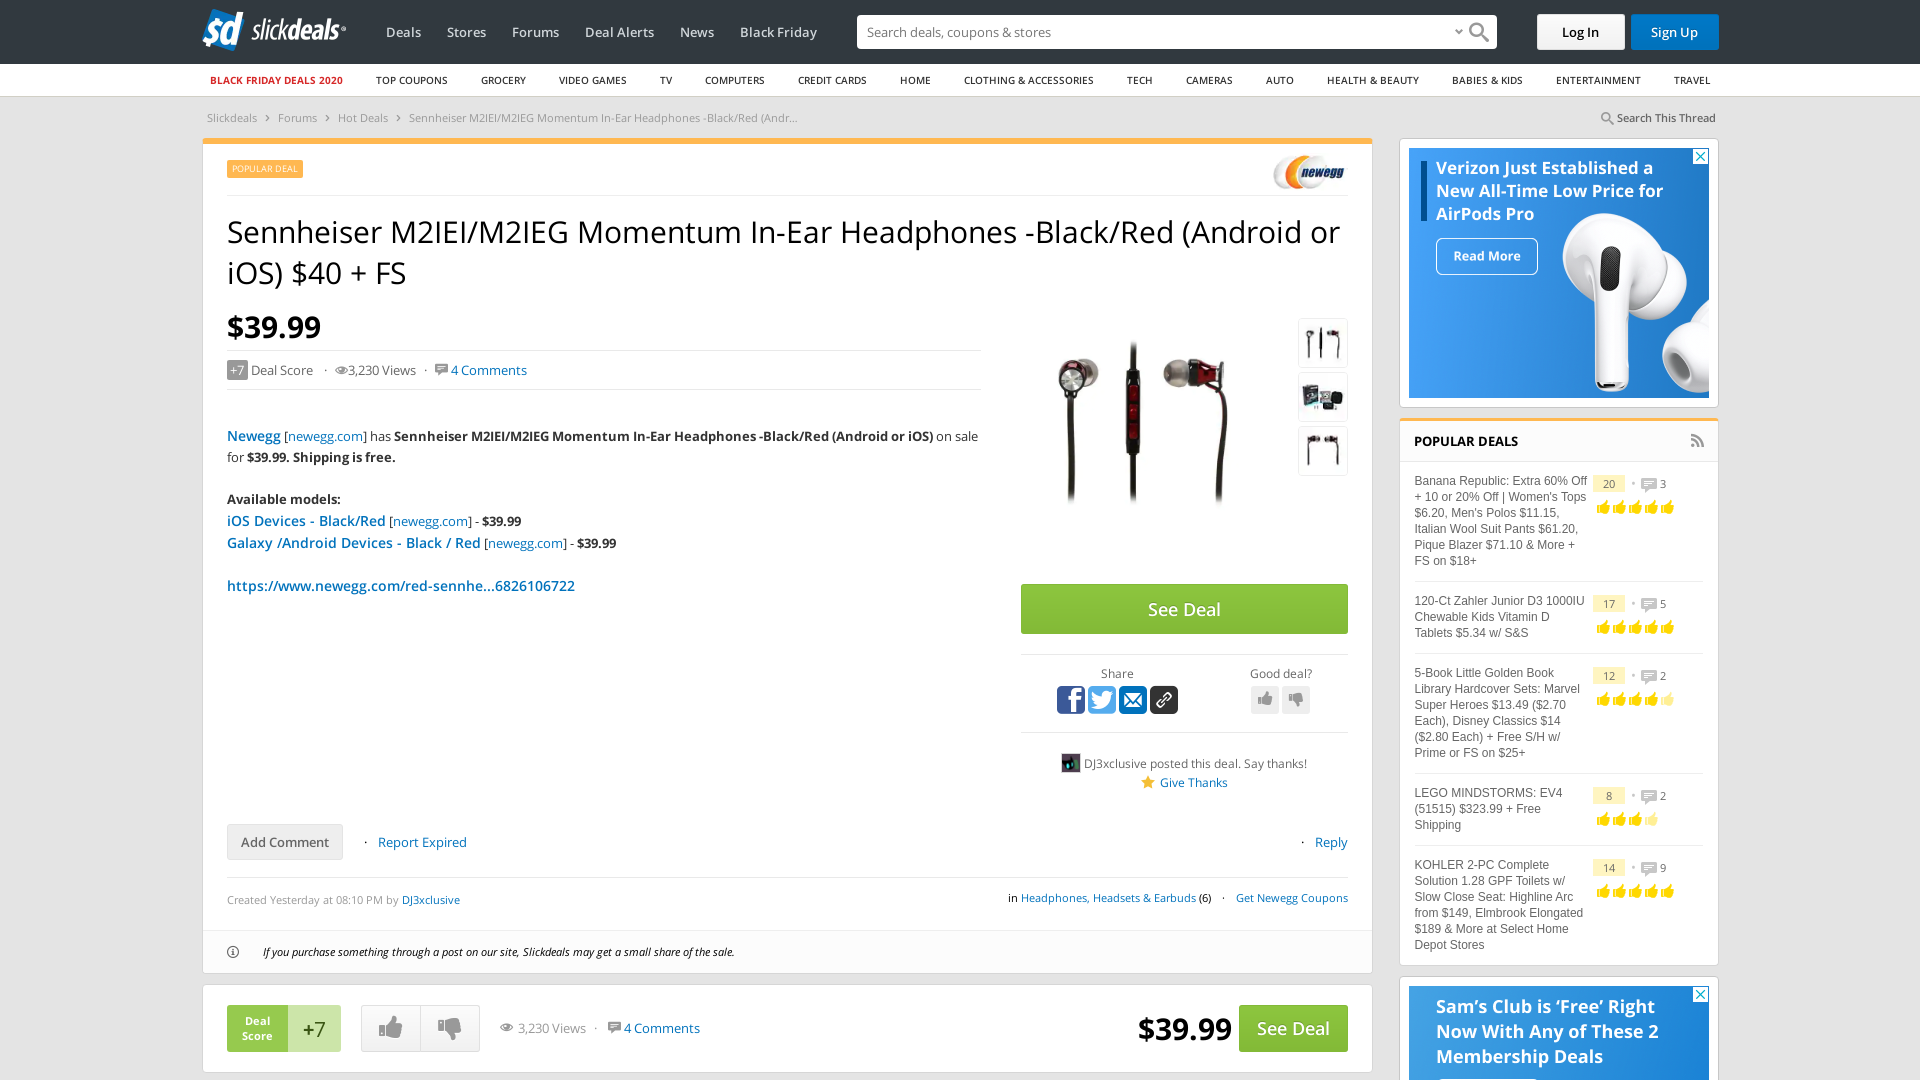 sd slickdeals
Deals Stores Forums Deal Alerts News Black Friday
Search deals, coupons & stores
Log In Sign Up
BLACK FRIDAY DEALS 2020 TOP COUPONS GROCERY VIDEO GAMES TV COMPUTERS CREDIT CARDS HOME CLOTHING & ACCESSORIES TECH CAMERAS AUTO HEALTH & BEAUTY BABIES & KIDS ENTERTAINMENT TRAVEL
Slickdeals › Forums › Hot Deals › Sennheiser M2IEI/M2IEG Momentum In-Ear Headphones -Black/Red (Andr...
Search This Thread
POPULAR DEAL
newegg
Sennheiser M2IEI/M2IEG Momentum In-Ear Headphones -Black/Red (Android or
iOS) $40 + FS
$39.99
+7 Deal Score · 3,230 Views · 4 Comments
Newegg [newegg.com] has Sennheiser M2IEI/M2IEG Momentum In-Ear Headphones -Black/Red (Android or iOS) on sale
for $39.99. Shipping is free.
Available models:
iOS Devices - Black/Red [newegg.com] - $39.99
Galaxy /Android Devices - Black / Red [newegg.com] - $39.99
https://www.newegg.com/red-sennhe...6826106722
See Deal
Share
Good deal?
DJ3xclusive posted this deal. Say thanks!
Give Thanks
Add Comment · Report Expired
· Reply
Created Yesterday at 08:10 PM by DJ3xclusive
in Headphones, Headsets & Earbuds (6) · Get Newegg Coupons
If you purchase something through a post on our site, Slickdeals may get a small share of the sale.
Deal
Score
+7
3,230 Views · 4 Comments
$39.99
See Deal
Verizon Just Established a
New All-Time Low Price for
AirPods Pro
Read More
POPULAR DEALS
Banana Republic: Extra 60% Off
+ 10 or 20% Off | Women's Tops
$6.20, Men's Polos $11.15,
Italian Wool Suit Pants $61.20,
Pique Blazer $71.10 & More +
FS on $18+
20 • 3
120-Ct Zahler Junior D3 1000IU
Chewable Kids Vitamin D
Tablets $5.34 w/ S&S
17 • 5
5-Book Little Golden Book
Library Hardcover Sets: Marvel
Super Heroes $13.49 ($2.70
Each), Disney Classics $14
($2.80 Each) + Free S/H w/
Prime or FS on $25+
12 • 2
LEGO MINDSTORMS: EV4
(51515) $323.99 + Free
Shipping
8 • 2
KOHLER 2-PC Complete
Solution 1.28 GPF Toilets w/
Slow Close Seat: Highline Arc
from $149, Elmbrook Elongated
$189 & More at Select Home
Depot Stores
14 • 9
Sam's Club is 'Free' Right
Now With Any of These 2
Membership Deals